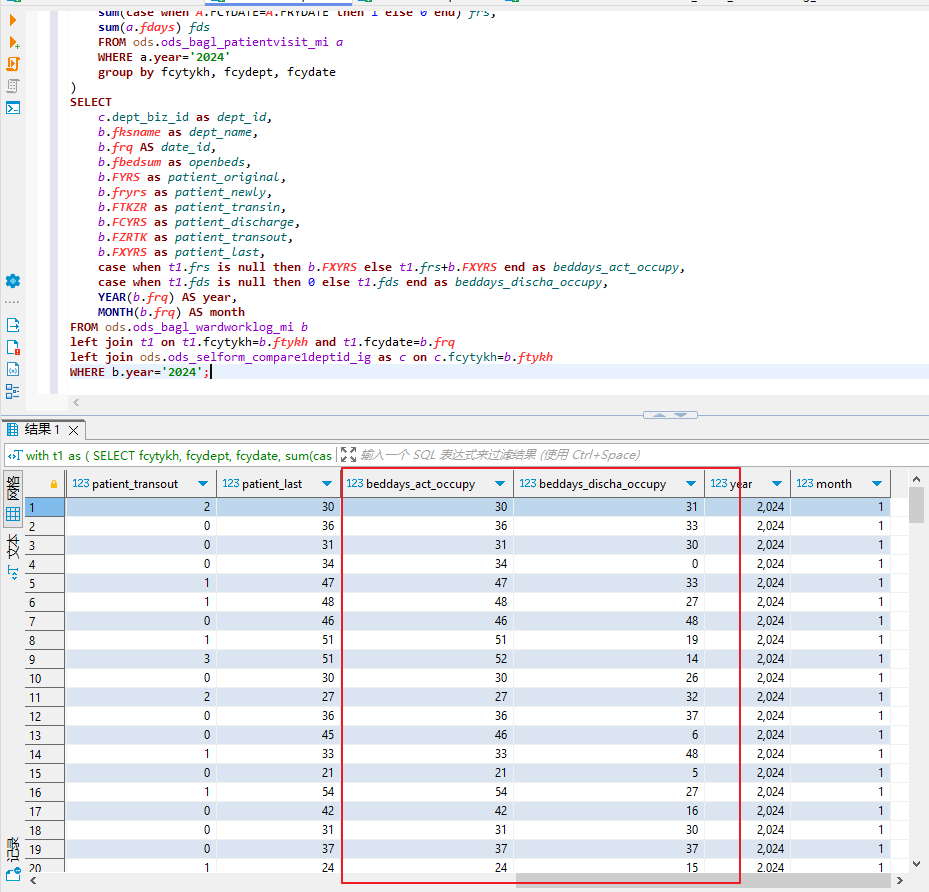 sum(case when A.FCYDATE=A.FRYDATE then 1 else 0 end) frs,
sum(a.fdays) fds
FROM ods.ods_bagl_patientvisit_mi a
WHERE a.year='2024'
group by fcytykh, fcydept, fcydate
)
SELECT
c.dept_biz_id as dept_id,
b.fksname as dept_name,
b.frq AS date_id,
b.fbedsum as openbeds,
b.FYRS as patient_original,
b.fryrs as patient_newly,
b.FTKZR as patient_transin,
b.FCYRS as patient_discharge,
b.FZRTK as patient_transout,
b.FXYRS as patient_last,
case when t1.frs is null then b.FXYRS else t1.frs+b.FXYRS end as beddays_act_occupy,
case when t1.fds is null then 0 else t1.fds end as beddays_discha_occupy,
YEAR(b.frq) AS year,
MONTH(b.frq) AS month
FROM ods.ods_bagl_wardworklog_mi b
left join t1 on t1.fcytykh=b.ftykh and t1.fcydate=b.frq
left join ods.ods_selform_compare1deptid_ig as c on c.fcytykh=b.ftykh
WHERE b.year='2024';
结果 1
with t1 as ( SELECT fcytykh, fcydept, fcydate, sum(cas 输入一个 SQL 表达式来过滤结果 (使用 Ctrl+Space)
网格
文本
记录
123 patient_transout 123 patient_last 123 beddays_act_occupy 123 beddays_discha_occupy 123 year 123 month
1 2 30 30 31 2,024 1
2 0 36 36 33 2,024 1
3 0 31 31 30 2,024 1
4 0 34 34 0 2,024 1
5 1 47 47 33 2,024 1
6 1 48 48 27 2,024 1
7 0 46 46 48 2,024 1
8 1 51 51 19 2,024 1
9 3 51 52 14 2,024 1
10 0 30 30 26 2,024 1
11 2 27 27 32 2,024 1
12 0 36 36 37 2,024 1
13 0 45 46 6 2,024 1
14 1 33 33 48 2,024 1
15 0 21 21 5 2,024 1
16 1 54 54 27 2,024 1
17 0 42 42 16 2,024 1
18 0 31 31 30 2,024 1
19 0 37 37 37 2,024 1
20 1 24 24 15 2,024 1